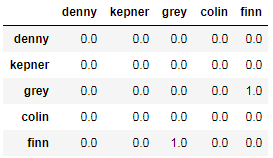 denny kepner grey colin finn
denny 0.0 0.0 0.0 0.0 0.0
kepner 0.0 0.0 0.0 0.0 0.0
grey 0.0 0.0 0.0 0.0 1.0
colin 0.0 0.0 0.0 0.0 0.0
finn 0.0 0.0 1.0 0.0 0.0